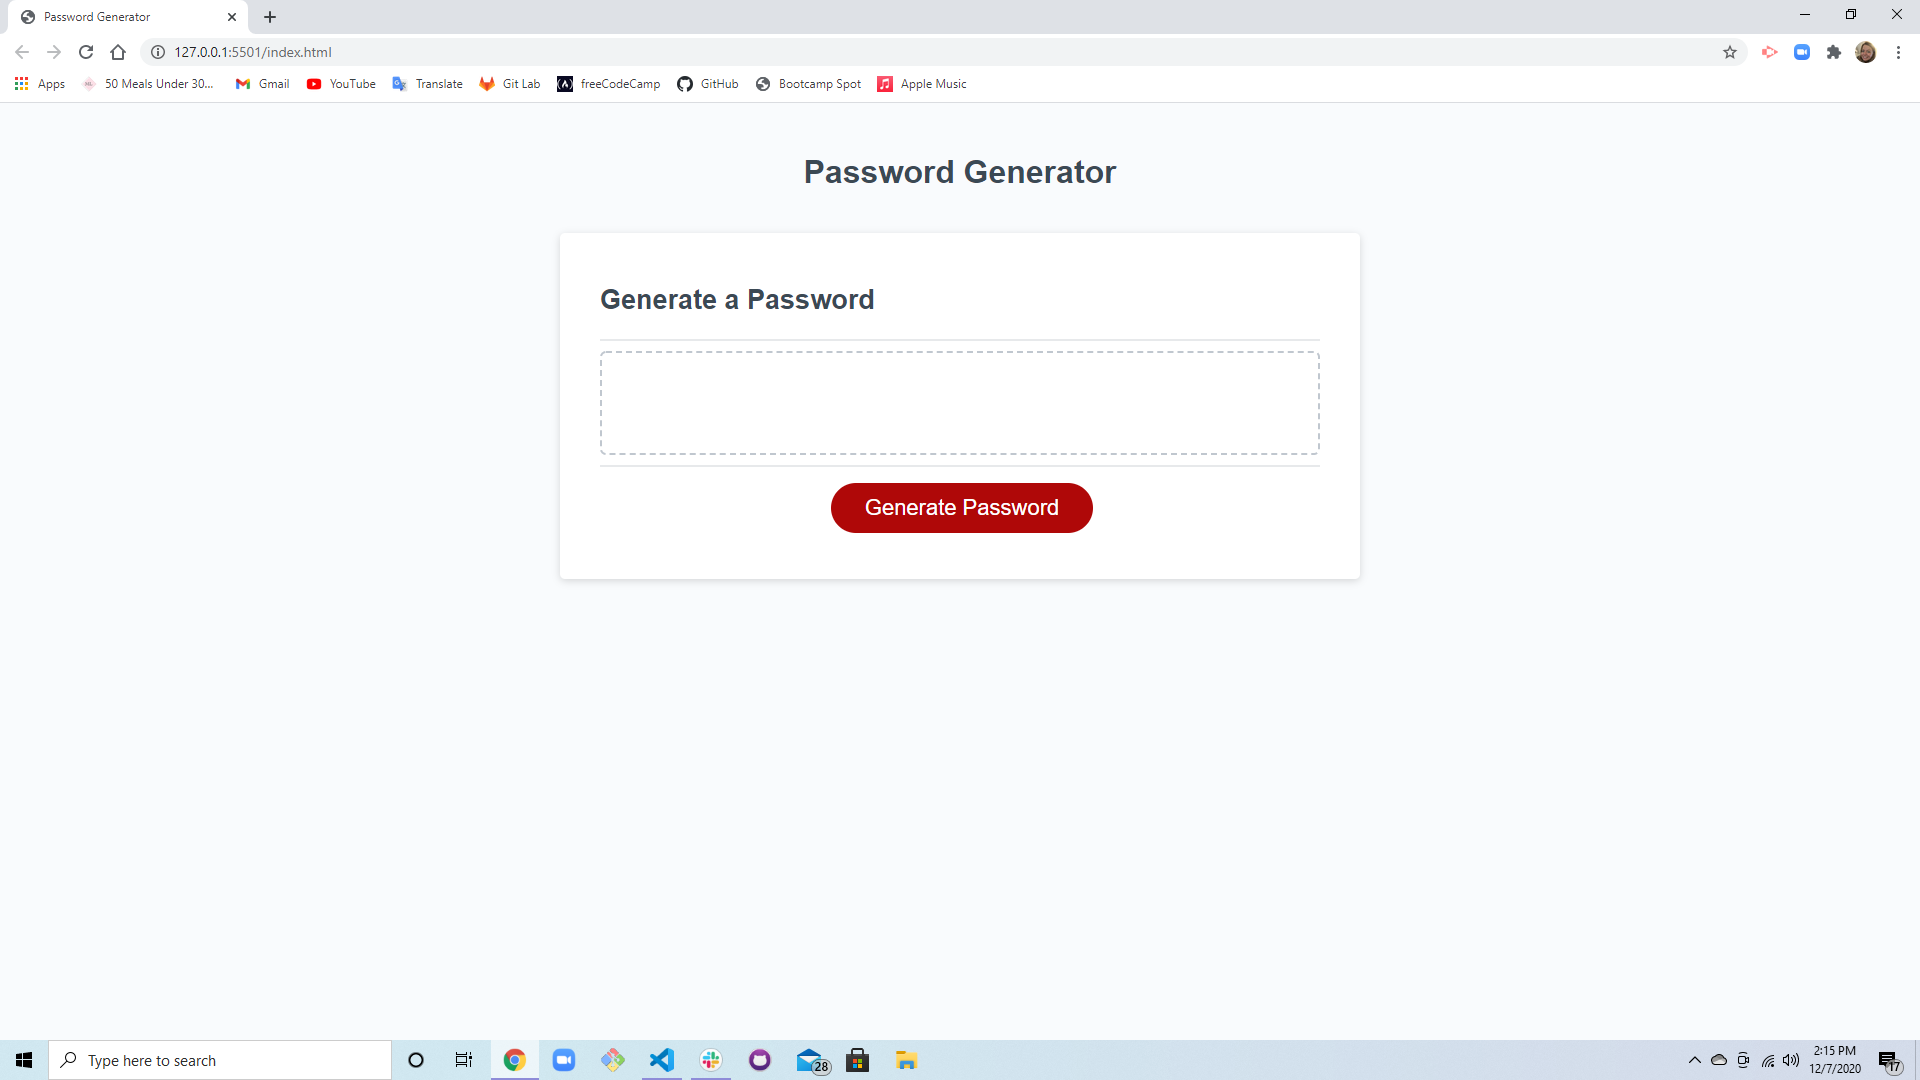 Password Generator
127.0.0.1:5501/index.html
Apps
50 Meals Under 30...
Gmail
YouTube
Translate
Git Lab
freeCodeCamp
GitHub
Bootcamp Spot
Apple Music
Password Generator
Generate a Password
Generate Password
Type here to search
28
2:15 PM
12/7/2020
17